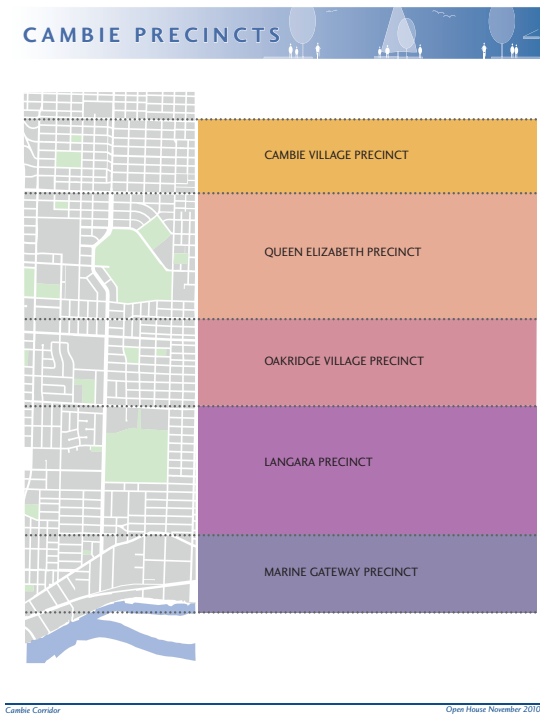 CAMBIE PRECINCTS
CAMBIE VILLAGE PRECINCT
QUEEN ELIZABETH PRECINCT
OAKRIDGE VILLAGE PRECINCT
LANGARA PRECINCT
MARINE GATEWAY PRECINCT
Cambie Corridor
Open House November 2010